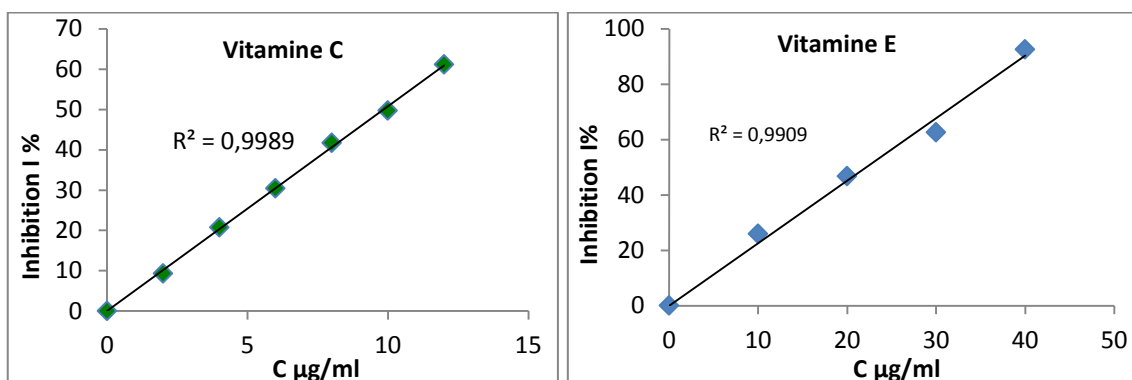 Vitamine C
R² = 0,9989
Inhibition I %
70
60
50
40
30
20
10
0
0 5 10 15
C µg/ml
Vitamine E
R² = 0,9909
Inhibition I%
100
80
60
40
20
0
0 10 20 30 40 50
C µg/ml